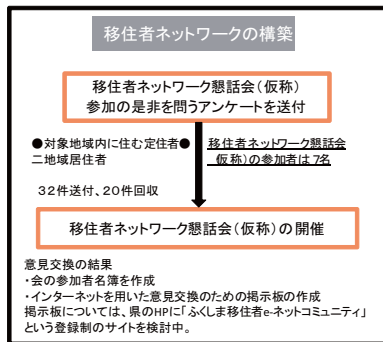 移住者ネットワークの構築
移住者ネットワーク懇話会(仮称)
参加の是非を問うアンケートを送付
●対象地域内に住む定住者●
二地域居住者
移住者ネットワーク懇話会
仮称)の参加者は7名
32件送付、20件回収
移住者ネットワーク懇話会(仮称)の開催
意見交換の結果
・会の参加者名簿を作成
・インターネットを用いた意見交換のための掲示板の作成
掲示板については、県のHPに「ふくしま移住者e-ネットコミュニティ」
という登録制のサイトを検討中。